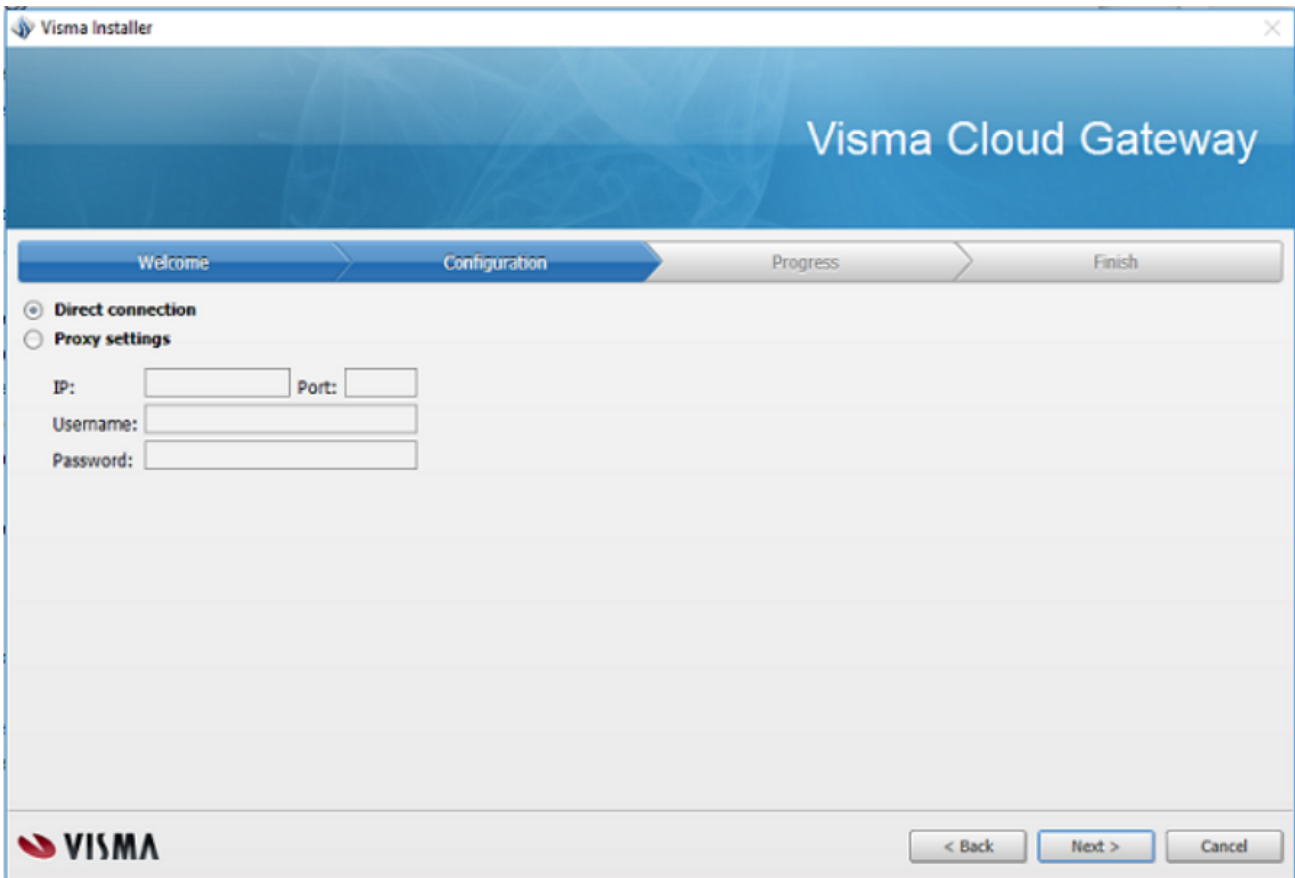 Visma Installer
Visma Cloud Gateway
Welcome Configuration Progress Finish
Direct connection
Proxy settings
IP: Port:
Username:
Password:
VISMA < Back Next > Cancel